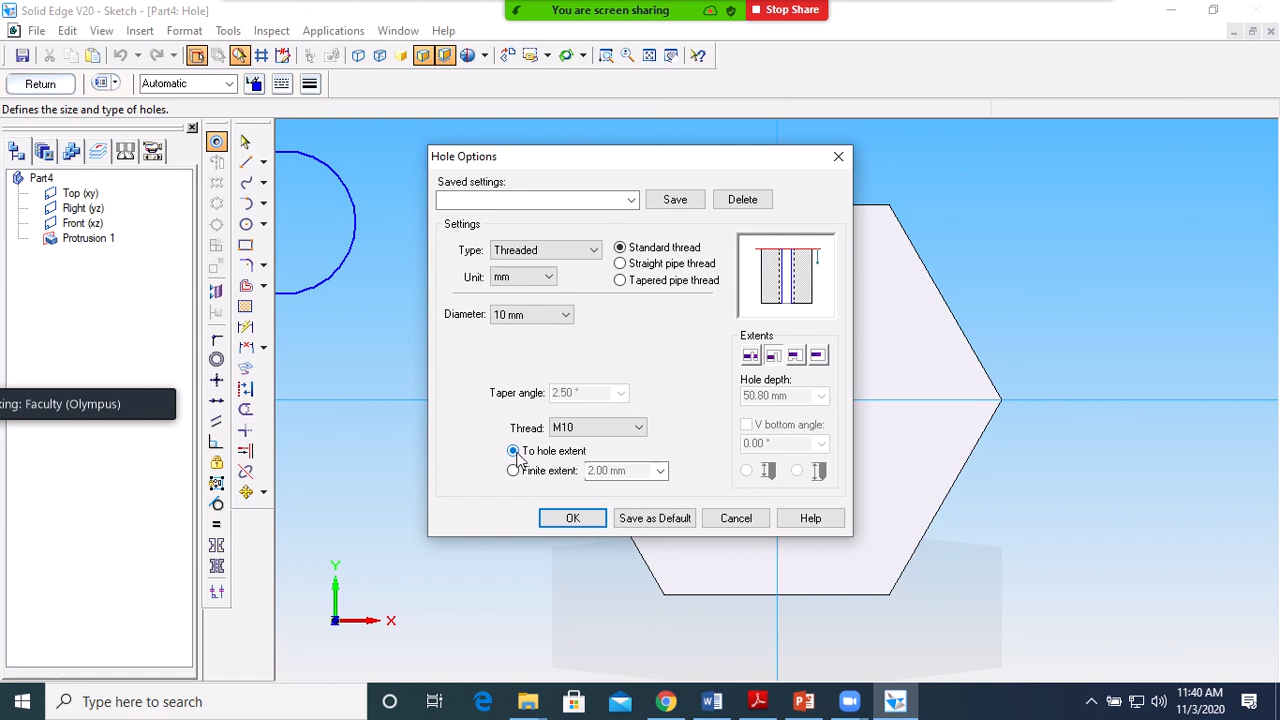 Solid Edge V20 - Sketch - [Part4: Hole]
You are screen sharing
Stop Share
File Edit View Insert Format Tools Inspect Applications Window Help
Return
Automatic
Defines the size and type of holes.
Part4
Top (xy)
Right (yz)
Front (xz)
Protrusion 1
king: Faculty (Olympus)
Hole Options
Saved settings:
Save
Delete
Settings
Type: Threaded
Standard thread
Straight pipe thread
Tapered pipe thread
Unit: mm
Diameter: 10 mm
Extents
Hole depth:
50.80 mm
Taper angle: 2.50 °
V bottom angle:
0.00 °
Thread: M10
To hole extent
Finite extent: 2.00 mm
OK
Save as Default
Cancel
Help
Y
X
Type here to search
11:40 AM
11/3/2020